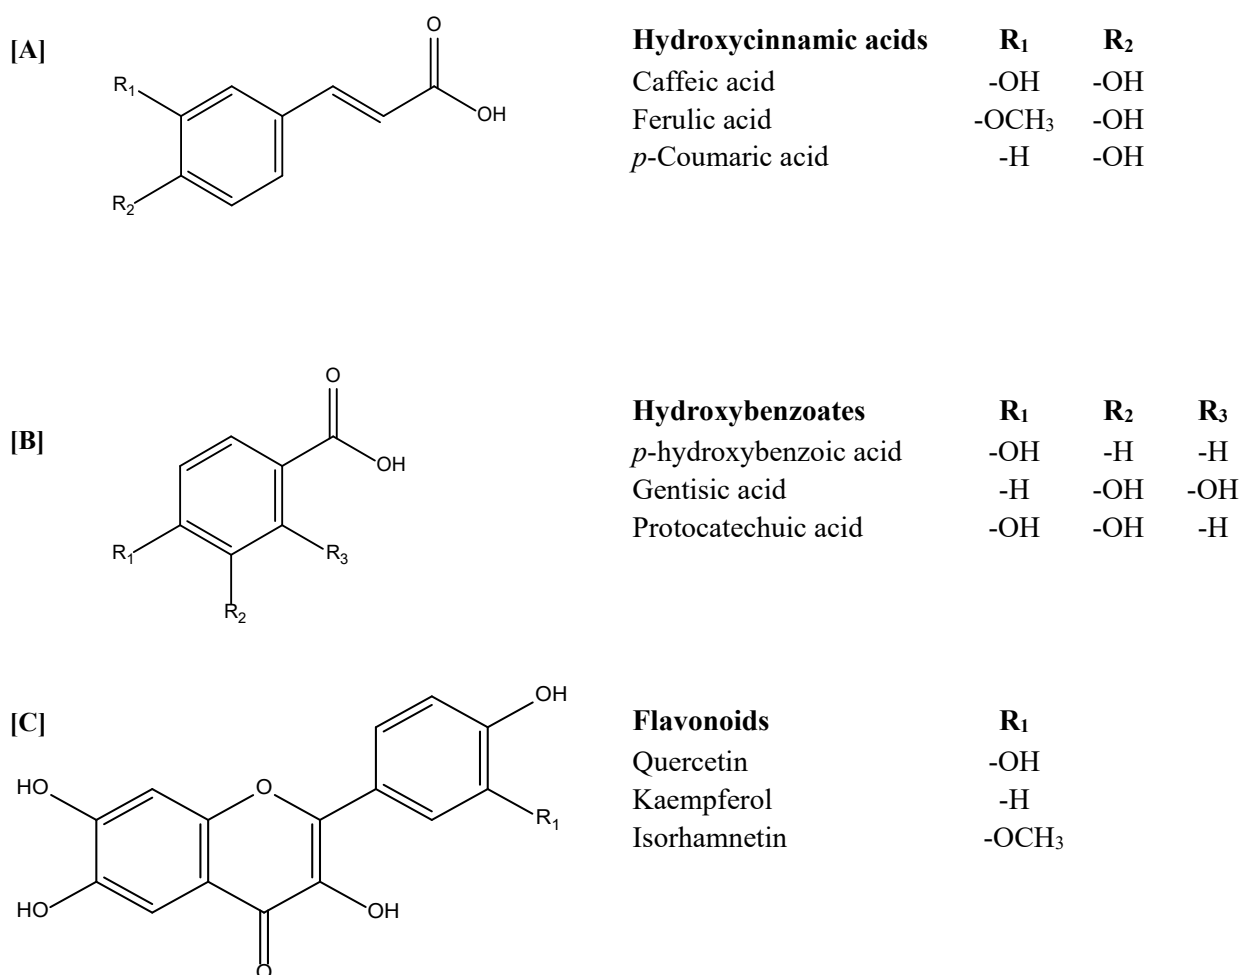 [A]
O
R₁
OH
R₂
Hydroxycinnamic acids R₁ R₂
Caffeic acid -OH -OH
Ferulic acid -OCH₃ -OH
p-Coumaric acid -H -OH
[B]
O
OH
R₁
R₃
R₂
Hydroxybenzoates R₁ R₂ R₃
p-hydroxybenzoic acid -OH -H -H
Gentisic acid -H -OH -OH
Protocatechuic acid -OH -OH -H
[C]
OH
HO
O
R₁
HO
OH
O
Flavonoids R₁
Quercetin -OH
Kaempferol -H
Isorhamnetin -OCH₃